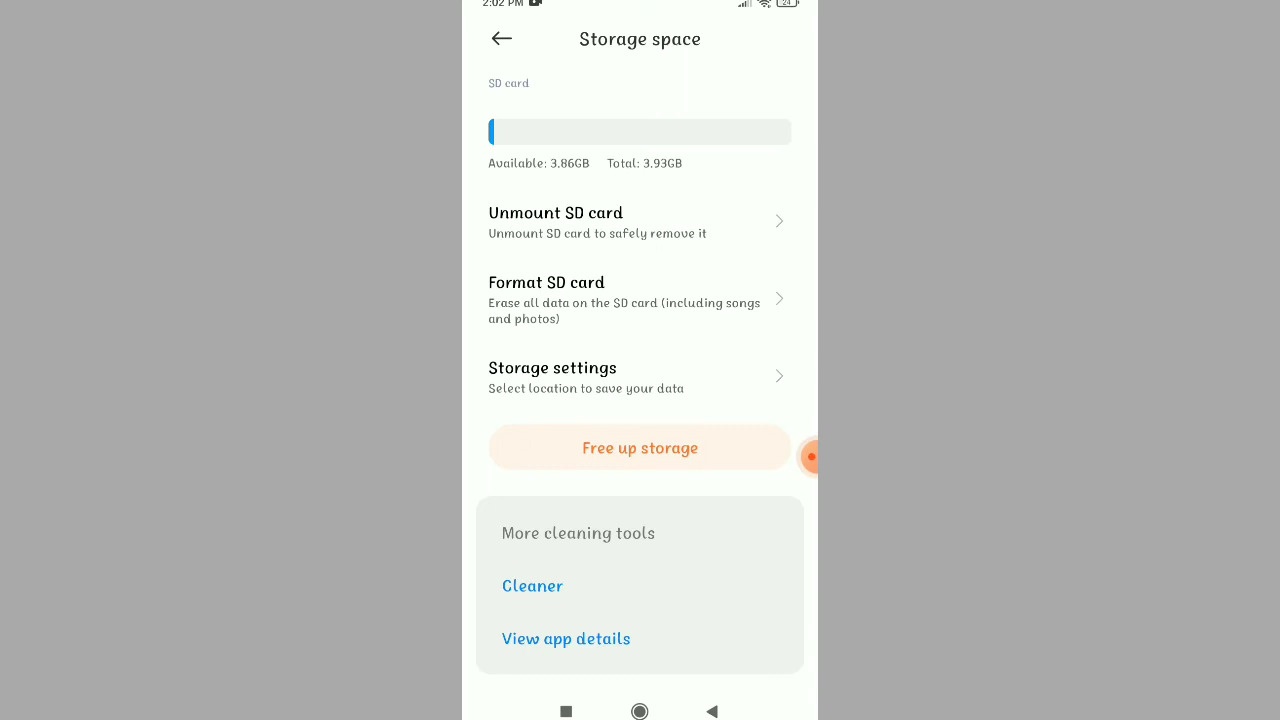 2:02 PM
24
Storage space
SD card
Available: 3.86GB Total: 3.93GB
Unmount SD card
Unmount SD card to safely remove it
Format SD card
Erase all data on the SD card (including songs
and photos)
Storage settings
Select location to save your data
Free up storage
More cleaning tools
Cleaner
View app details